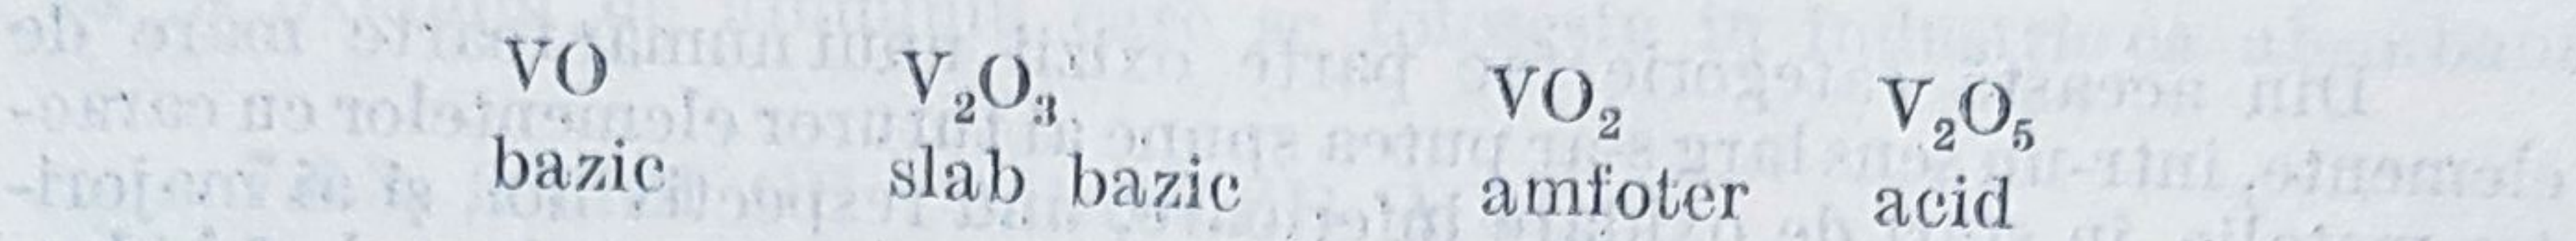 VO V₂O₃ VO₂ V₂O₅
bazic slab bazic amfoter acid